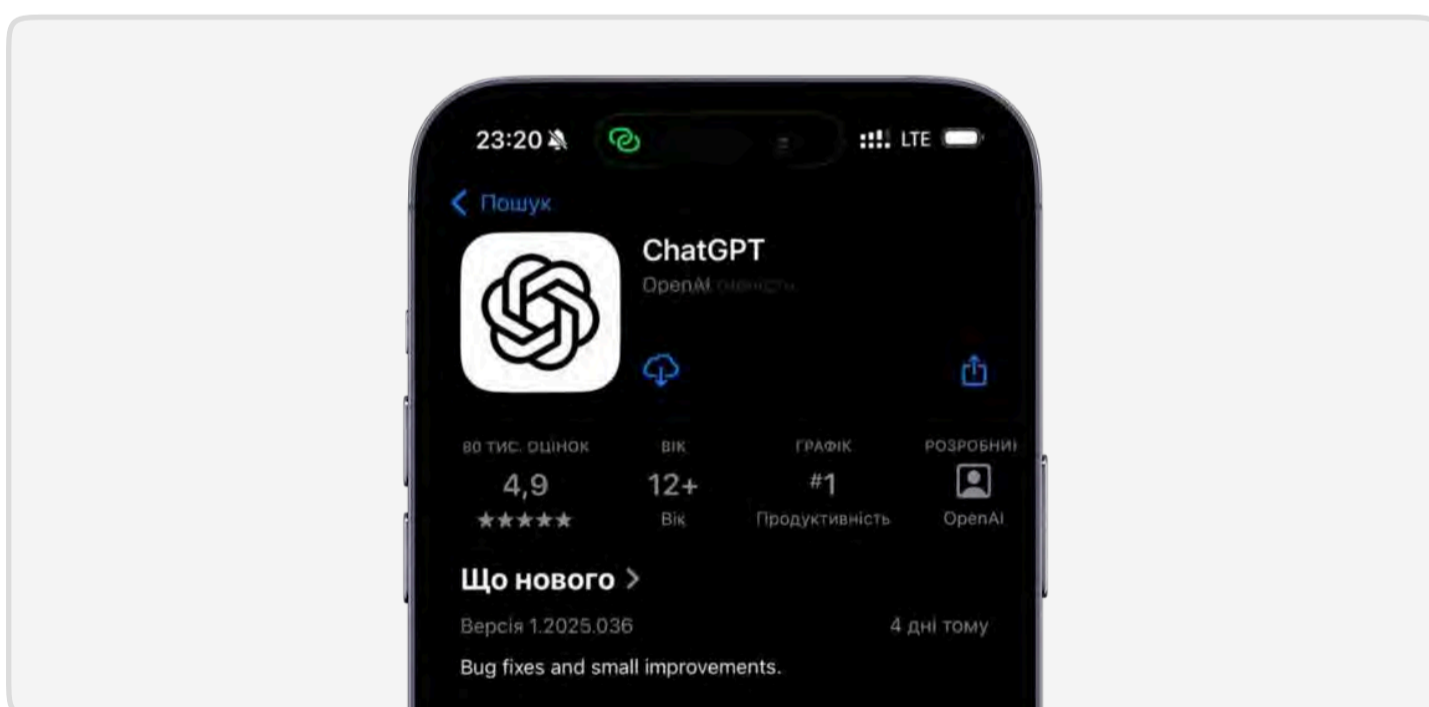 23:20
LTE
Пошук
ChatGPT
OpenAI
80 ТИС. ОЦІНОК
ВІК
ГРАФІК
РОЗРОБНИ
4,9
12+
#1
Вік
Продуктивність
OpenAI
Що нового
Версія 1.2025.036
4 дні тому
Bug fixes and small improvements.